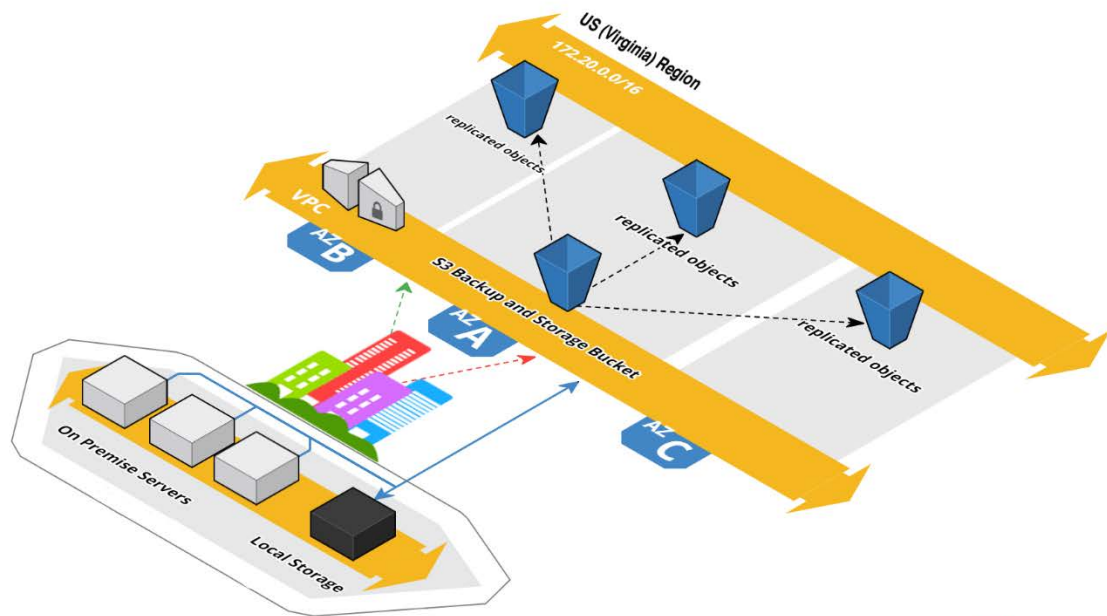 US (Virginia) Region
172.20.0.0/16
replicated objects
replicated objects
replicated objects
VPC
S3 Backup and Storage Bucket
AZ B
AZ A
AZ C
On Premise Servers
Local Storage